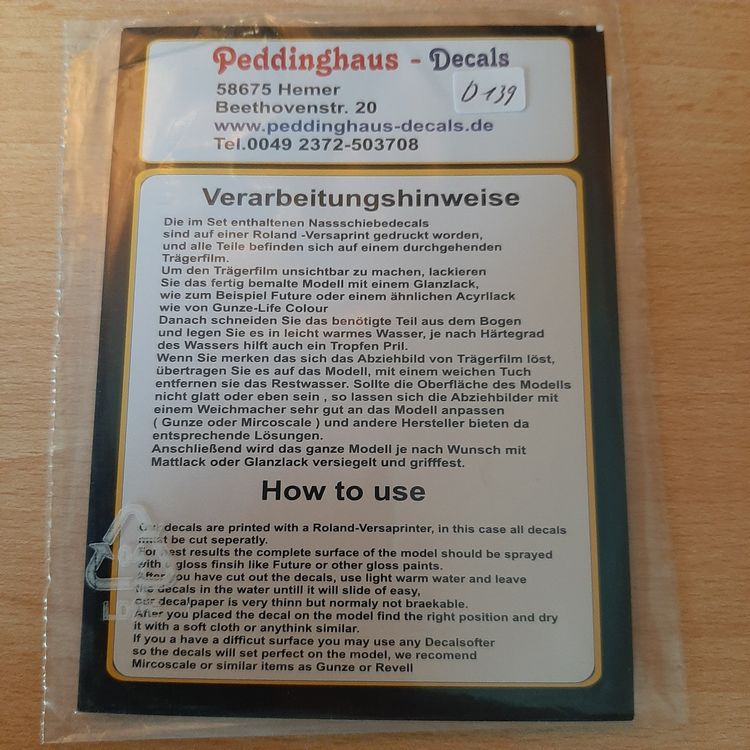 Peddinghaus - Decals
58675 Hemer
Beethovenstr. 20
www.peddinghaus-decals.de
Tel.0049 2372-503708
D 139
Verarbeitungshinweise
Die im Set enthaltenen Nassschiebedecals
sind auf einer Roland -Versaprint gedruckt worden,
und alle Teile befinden sich auf einem durchgehenden
Trägerfilm.
Um den Trägerfilm unsichtbar zu machen, lackieren
Sie das fertig bemalte Modell mit einem Glanzlack,
wie zum Beispiel Future oder einem ähnlichen Acyrllack
wie von Gunze-Life Colour
Danach schneiden Sie das benötigte Teil aus dem Bogen
und legen Sie es in leicht warmes Wasser, je nach Härtegrad
des Wassers hilft auch ein Tropfen Pril.
Wenn Sie merken das sich das Abziehbild von Trägerfilm löst,
übertragen Sie es auf das Modell, mit einem weichen Tuch
entfernen sie das Restwasser. Sollte die Oberfläche des Modells
nicht glatt oder eben sein , so lassen sich die Abziehbilder mit
einem Weichmacher sehr gut an das Modell anpassen
( Gunze oder Mircoscale ) und andere Hersteller bieten da
entsprechende Lösungen.
Anschließend wird das ganze Modell je nach Wunsch mit
Mattlack oder Glanzlack versiegelt und grifffest.
How to use
Our decals are printed with a Roland-Versaprinter, in this case all decals
must be cut seperatly.
For best results the complete surface of the model should be sprayed
with a gloss finsih like Future or other gloss paints.
After you have cut out the decals, use light warm water and leave
the decals in the water untill it will slide of easy,
our decalpaper is very thinn but normaly not braekable.
After you placed the decal on the model find the right position and dry
it with a soft cloth or anythink similar.
If you a have a difficut surface you may use any Decalsofter
so the decals will set perfect on the model, we recomend
Mircoscale or similar items as Gunze or Revell